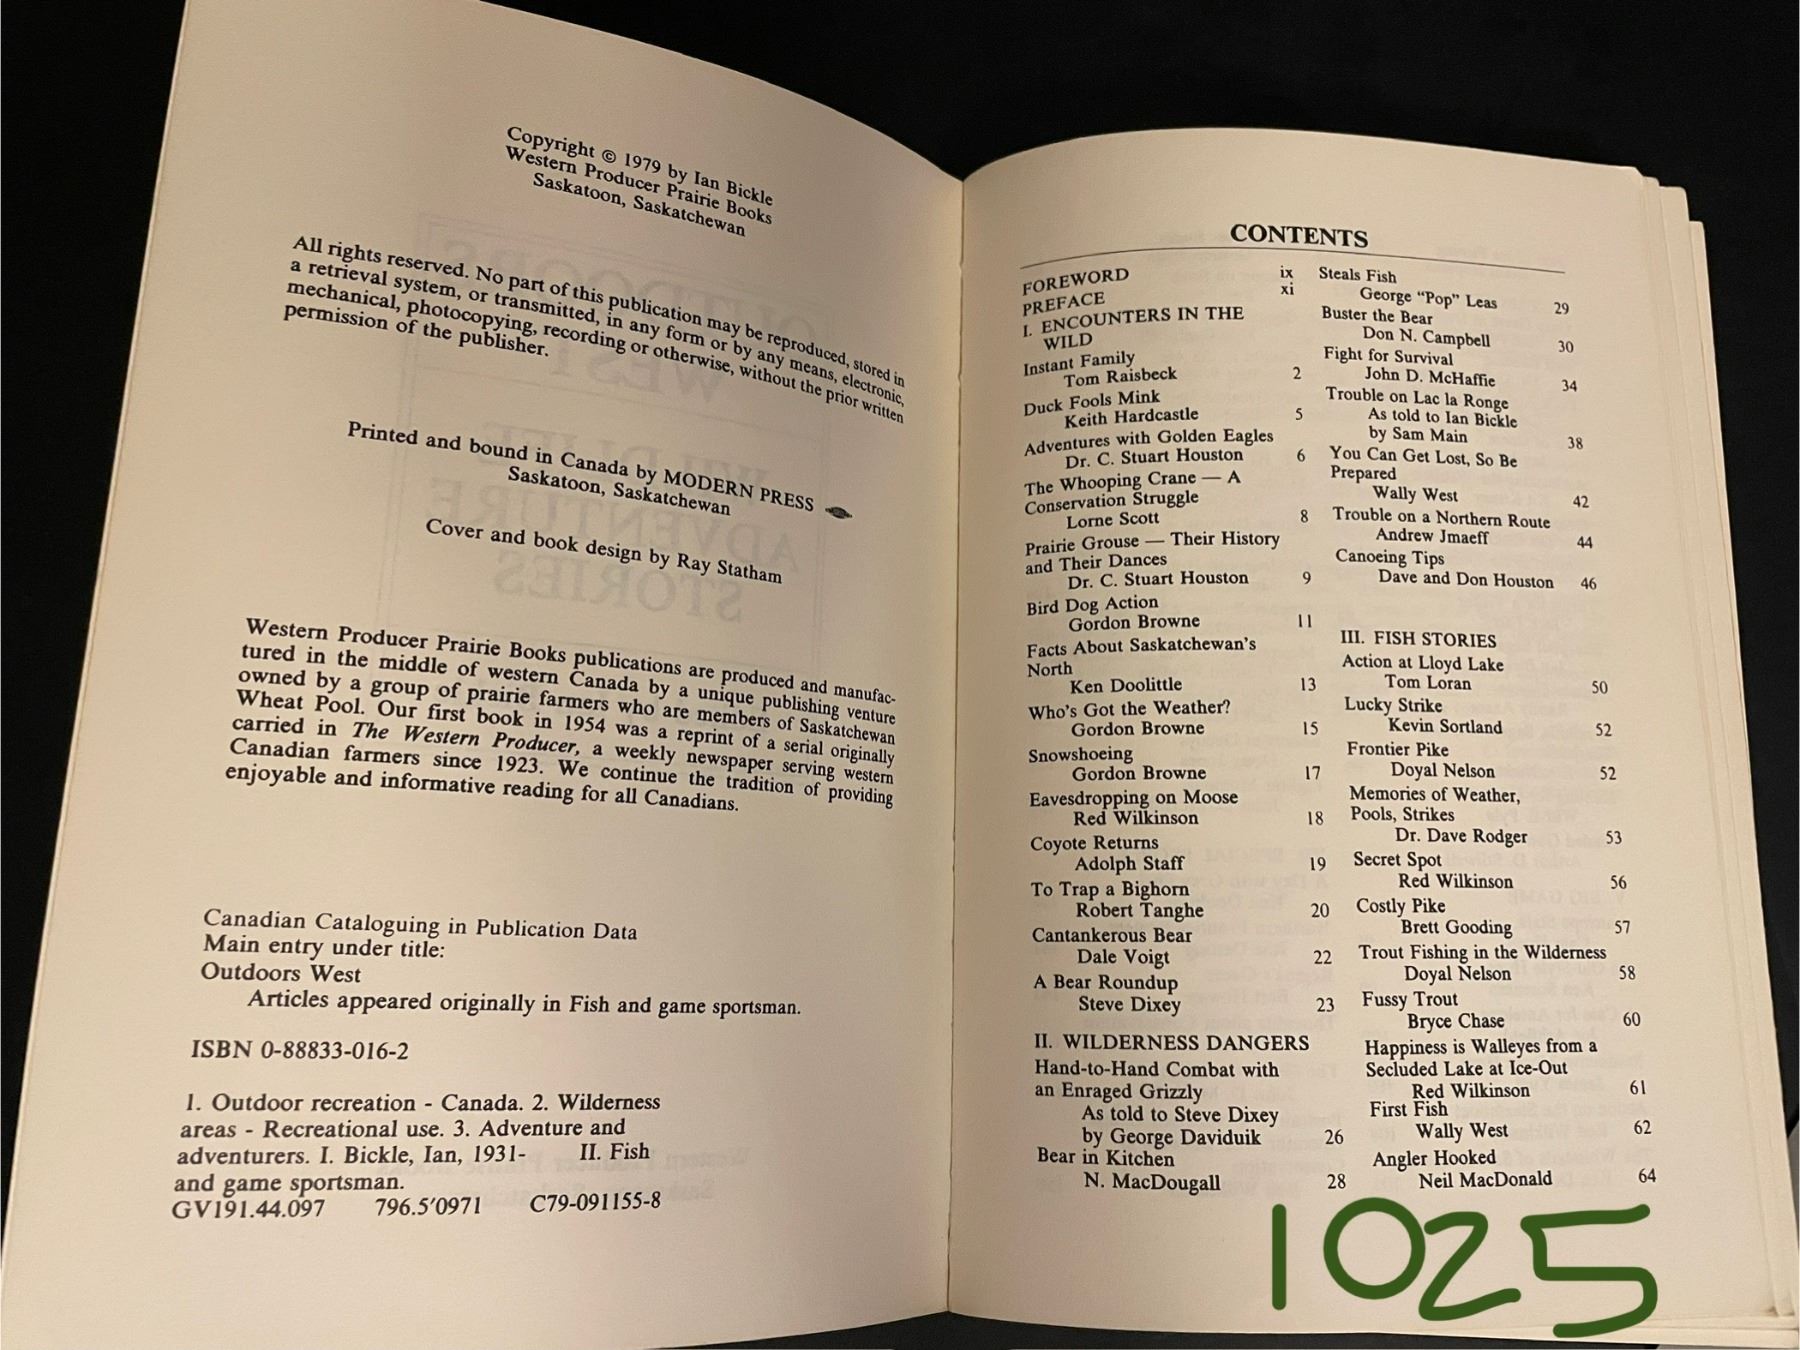 Copyright © 1979 by Ian Bickle
Western Producer Prairie Books
Saskatoon, Saskatchewan
All rights reserved. No part of this publication may be reproduced, stored in
a retrieval system, or transmitted, in any form or by any means, electronic,
mechanical, photocopying, recording or otherwise, without the prior written
permission of the publisher.
Printed and bound in Canada by MODERN PRESS
Saskatoon, Saskatchewan
Cover and book design by Ray Statham
Western Producer Prairie Books publications are produced and manufac-
tured in the middle of western Canada by a unique publishing venture
owned by a group of prairie farmers who are members of Saskatchewan
Wheat Pool. Our first book in 1954 was a reprint of a serial originally
carried in The Western Producer, a weekly newspaper serving western
Canadian farmers since 1923. We continue the tradition of providing
enjoyable and informative reading for all Canadians.
Canadian Cataloguing in Publication Data
Main entry under title:
Outdoors West
Articles appeared originally in Fish and game sportsman.
ISBN 0-88833-016-2
1. Outdoor recreation - Canada. 2. Wilderness
areas - Recreational use. 3. Adventure and
adventurers. I. Bickle, Ian, 1931- II. Fish
and game sportsman.
GV191.44.097 796.5'0971 C79-091155-8
CONTENTS
FOREWORD ix
PREFACE xi
I. ENCOUNTERS IN THE
WILD
Instant Family
Tom Raisbeck 2
Duck Fools Mink
Keith Hardcastle 5
Adventures with Golden Eagles
Dr. C. Stuart Houston 6
The Whooping Crane — A
Conservation Struggle
Lorne Scott 8
Prairie Grouse — Their History
and Their Dances
Dr. C. Stuart Houston 9
Bird Dog Action
Gordon Browne 11
Facts About Saskatchewan's
North
Ken Doolittle 13
Who's Got the Weather?
Gordon Browne 15
Snowshoeing
Gordon Browne 17
Eavesdropping on Moose
Red Wilkinson 18
Coyote Returns
Adolph Staff 19
To Trap a Bighorn
Robert Tanghe 20
Cantankerous Bear
Dale Voigt 22
A Bear Roundup
Steve Dixey 23
II. WILDERNESS DANGERS
Hand-to-Hand Combat with
an Enraged Grizzly
As told to Steve Dixey
by George Daviduik 26
Bear in Kitchen
N. MacDougall 28
Steals Fish
George "Pop" Leas 29
Buster the Bear
Don N. Campbell 30
Fight for Survival
John D. McHaffie 34
Trouble on Lac la Ronge
As told to Ian Bickle
by Sam Main 38
You Can Get Lost, So Be
Prepared
Wally West 42
Trouble on a Northern Route
Andrew Jmaeff 44
Canoeing Tips
Dave and Don Houston 46
III. FISH STORIES
Action at Lloyd Lake
Tom Loran 50
Lucky Strike
Kevin Sortland 52
Frontier Pike
Doyal Nelson 52
Memories of Weather,
Pools, Strikes
Dr. Dave Rodger 53
Secret Spot
Red Wilkinson 56
Costly Pike
Brett Gooding 57
Trout Fishing in the Wilderness
Doyal Nelson 58
Fussy Trout
Bryce Chase 60
Happiness is Walleyes from a
Secluded Lake at Ice-Out
Red Wilkinson 61
First Fish
Wally West 62
Angler Hooked
Neil MacDonald 64
1025